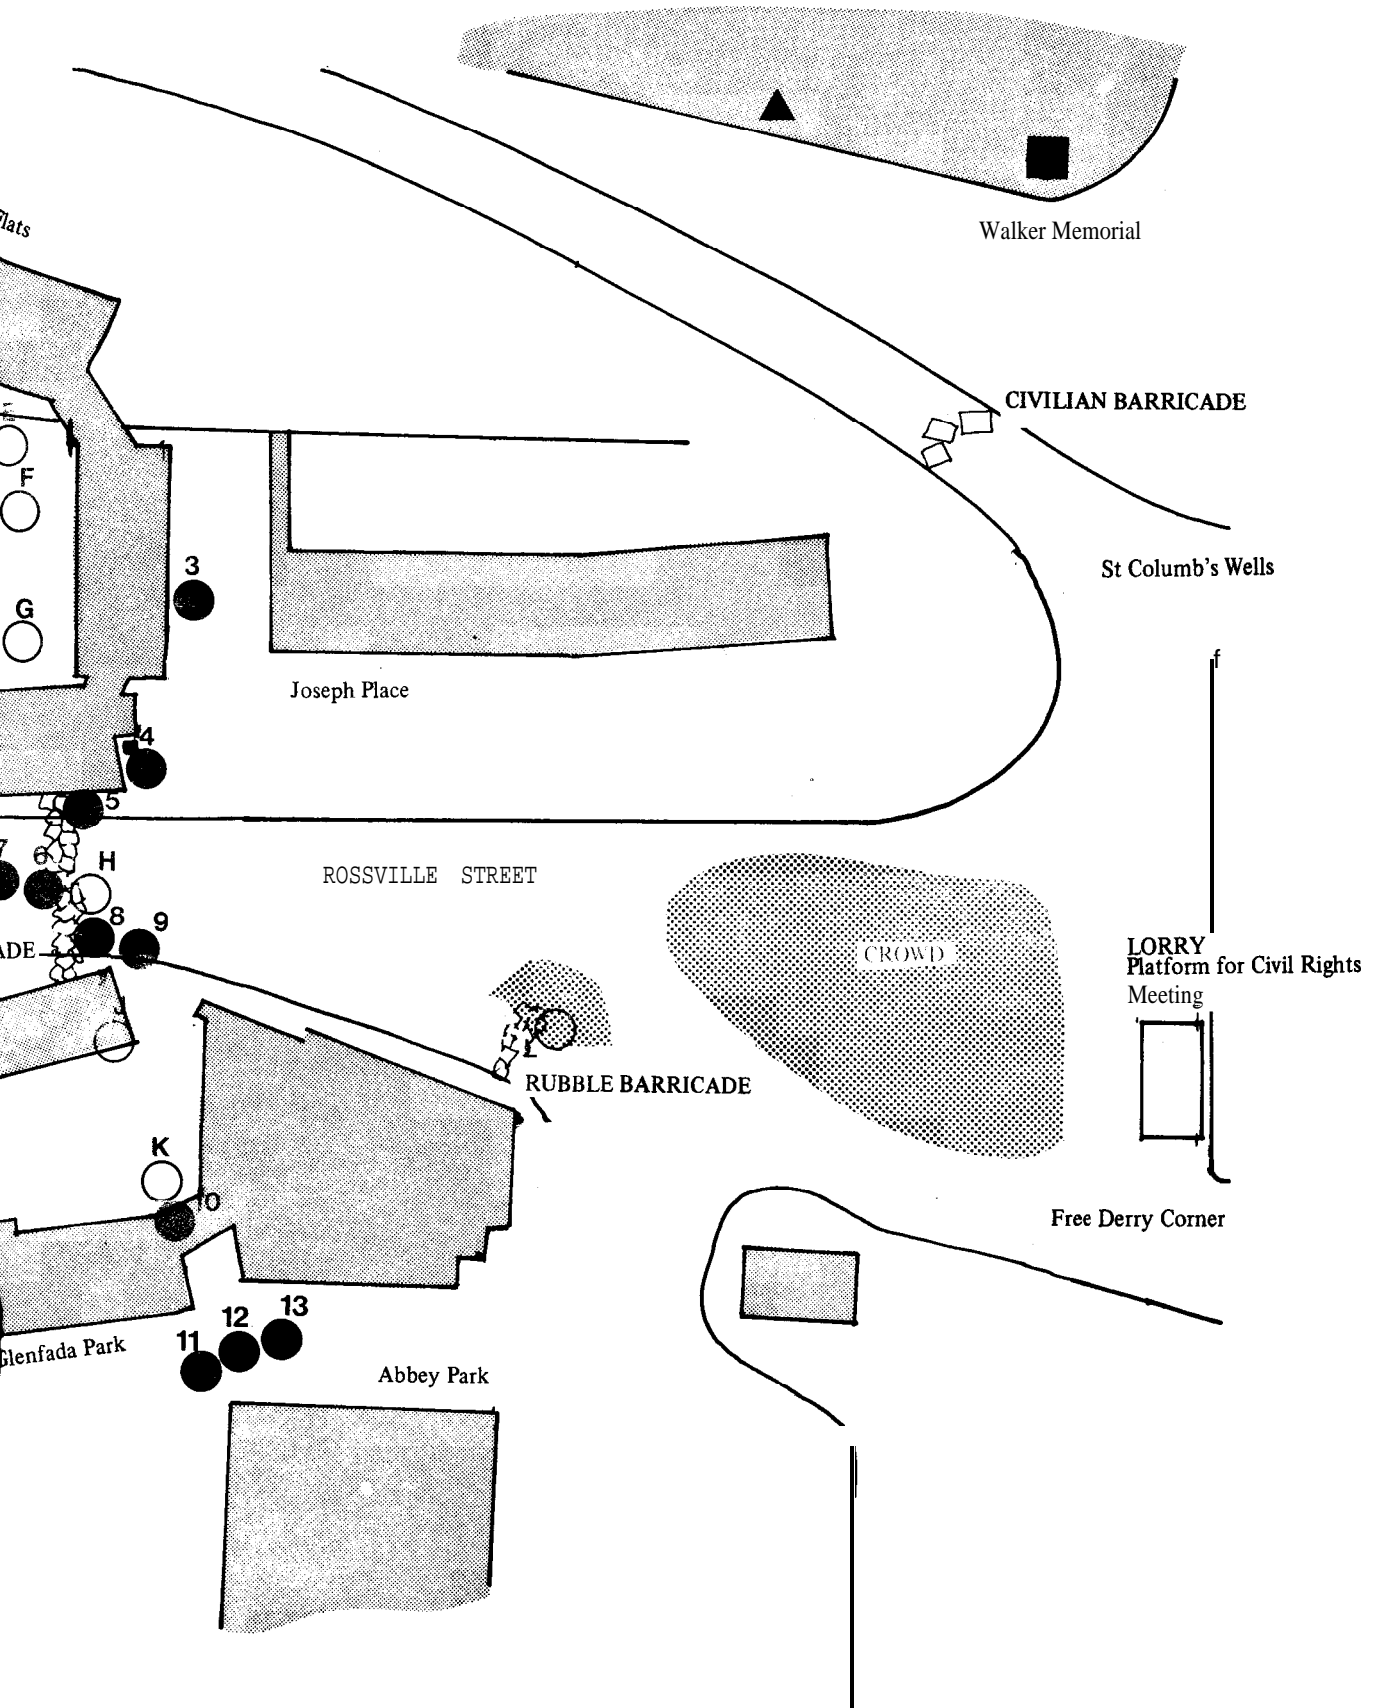 Flats
Walker Memorial
CIVILIAN BARRICADE
F
3
St Columb's Wells
G
f
Joseph Place
4
5
7
6
H
ROSSVILLE STREET
8
9
ADE
CROWD
LORRY
Platform for Civil Rights
Meeting
J
L
RUBBLE BARRICADE
K
10
Free Derry Corner
13
12
11
Glenfada Park
Abbey Park